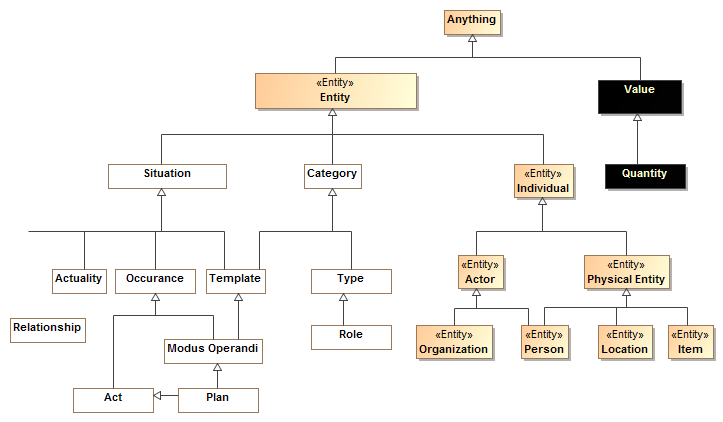 Anything
«Entity»
Entity
Value
Situation
Category
«Entity»
Individual
Quantity
Actuality
Occurance
Template
Type
«Entity»
Actor
«Entity»
Physical Entity
Relationship
Modus Operandi
Role
«Entity»
Organization
«Entity»
Person
«Entity»
Location
«Entity»
Item
Act
Plan